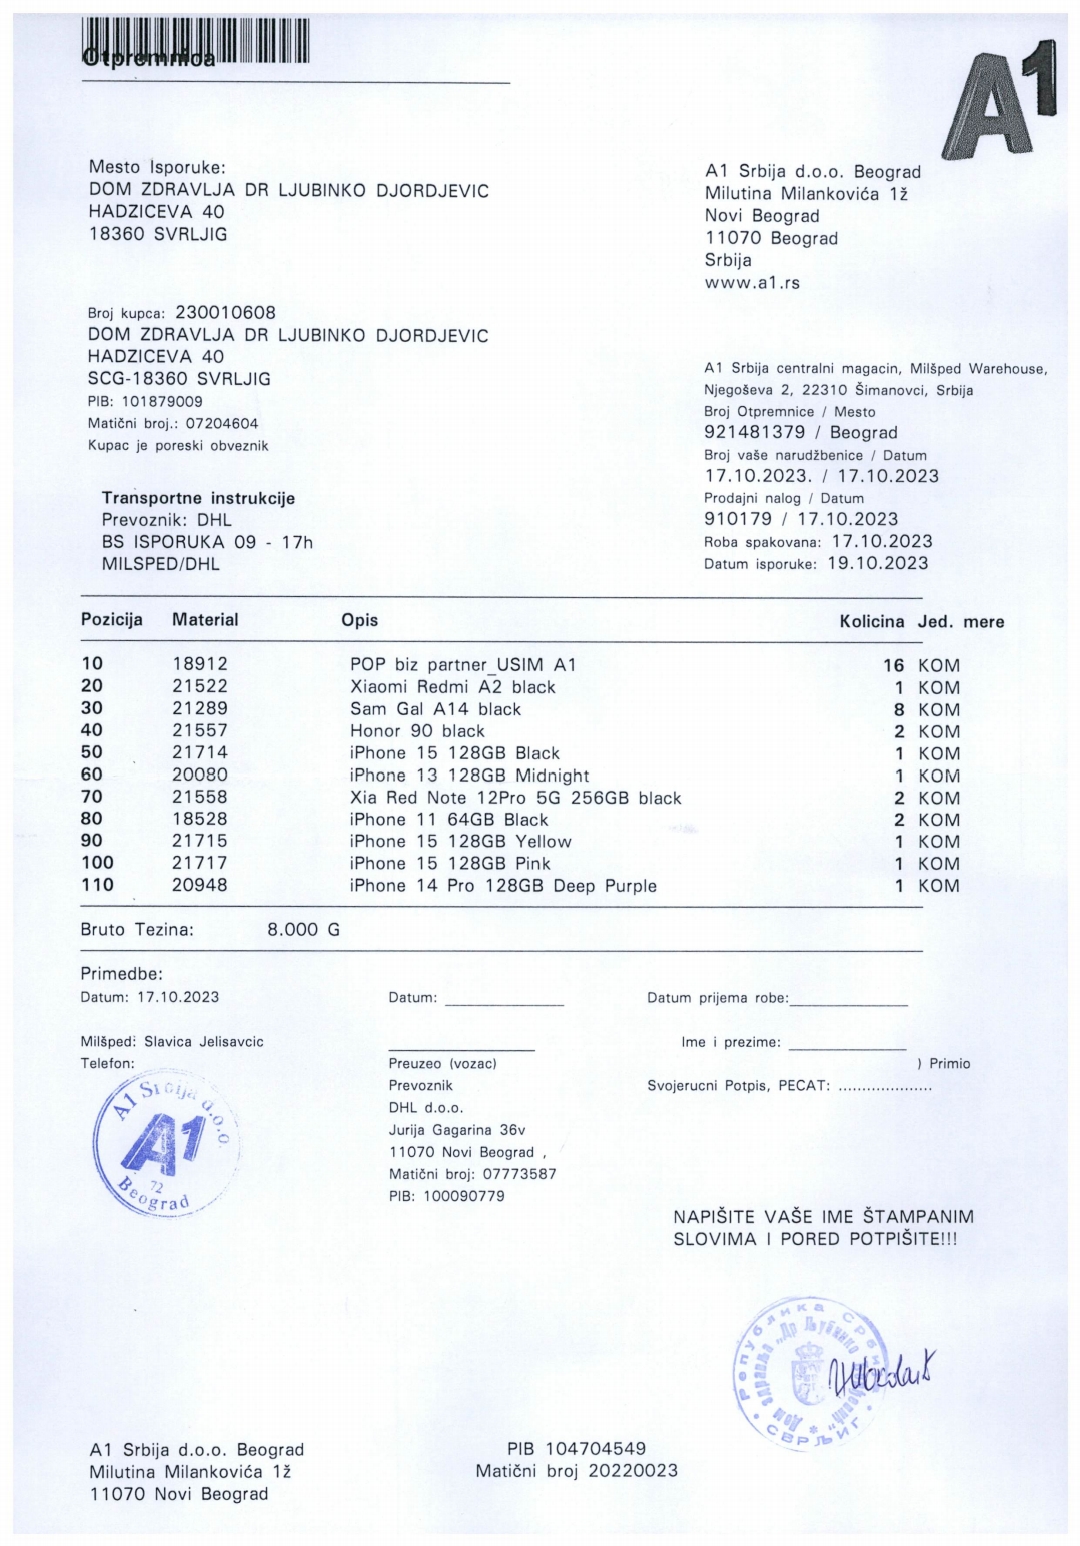 Otpremnica
A1
Mesto Isporuke:
DOM ZDRAVLJA DR LJUBINKO DJORDJEVIC
HADZICEVA 40
18360 SVRLJIG
A1 Srbija d.o.o. Beograd
Milutina Milankovića 1ž
Novi Beograd
11070 Beograd
Srbija
www.a1.rs
Broj kupca: 230010608
DOM ZDRAVLJA DR LJUBINKO DJORDJEVIC
HADZICEVA 40
SCG-18360 SVRLJIG
PIB: 101879009
Matični broj.: 07204604
Kupac je poreski obveznik
A1 Srbija centralni magacin, Milšped Warehouse,
Njegoševa 2, 22310 Šimanovci, Srbija
Broj Otpremnice / Mesto
921481379 / Beograd
Broj vaše narudžbenice / Datum
17.10.2023. / 17.10.2023
Prodajni nalog / Datum
910179 / 17.10.2023
Roba spakovana: 17.10.2023
Datum isporuke: 19.10.2023
Transportne instrukcije
Prevoznik: DHL
BS ISPORUKA 09 - 17h
MILSPED/DHL
Pozicija Material Opis Kolicina Jed. mere
10 18912 POP biz partner_USIM A1 16 KOM
20 21522 Xiaomi Redmi A2 black 1 KOM
30 21289 Sam Gal A14 black 8 KOM
40 21557 Honor 90 black 2 KOM
50 21714 iPhone 15 128GB Black 1 KOM
60 20080 iPhone 13 128GB Midnight 1 KOM
70 21558 Xia Red Note 12Pro 5G 256GB black 2 KOM
80 18528 iPhone 11 64GB Black 2 KOM
90 21715 iPhone 15 128GB Yellow 1 KOM
100 21717 iPhone 15 128GB Pink 1 KOM
110 20948 iPhone 14 Pro 128GB Deep Purple 1 KOM
Bruto Tezina: 8.000 G
Primedbe:
Datum: 17.10.2023 Datum: Datum prijema robe:
Milšped: Slavica Jelisavcic Ime i prezime:
Telefon: Preuzeo (vozac) ) Primio
Prevoznik Svojerucni Potpis, PECAT: ....................
DHL d.o.o.
Jurija Gagarina 36v
11070 Novi Beograd ,
Matični broj: 07773587
PIB: 100090779
A1 Srbija d.o.o.
A1
72
Beograd
NAPIŠITE VAŠE IME ŠTAMPANIM
SLOVIMA I PORED POTPIŠITE!!!
Република Србија
Дом здравља „Др Љубинко
СВРЉИГ
A1 Srbija d.o.o. Beograd
Milutina Milankovića 1ž
11070 Novi Beograd
PIB 104704549
Matični broj 20220023